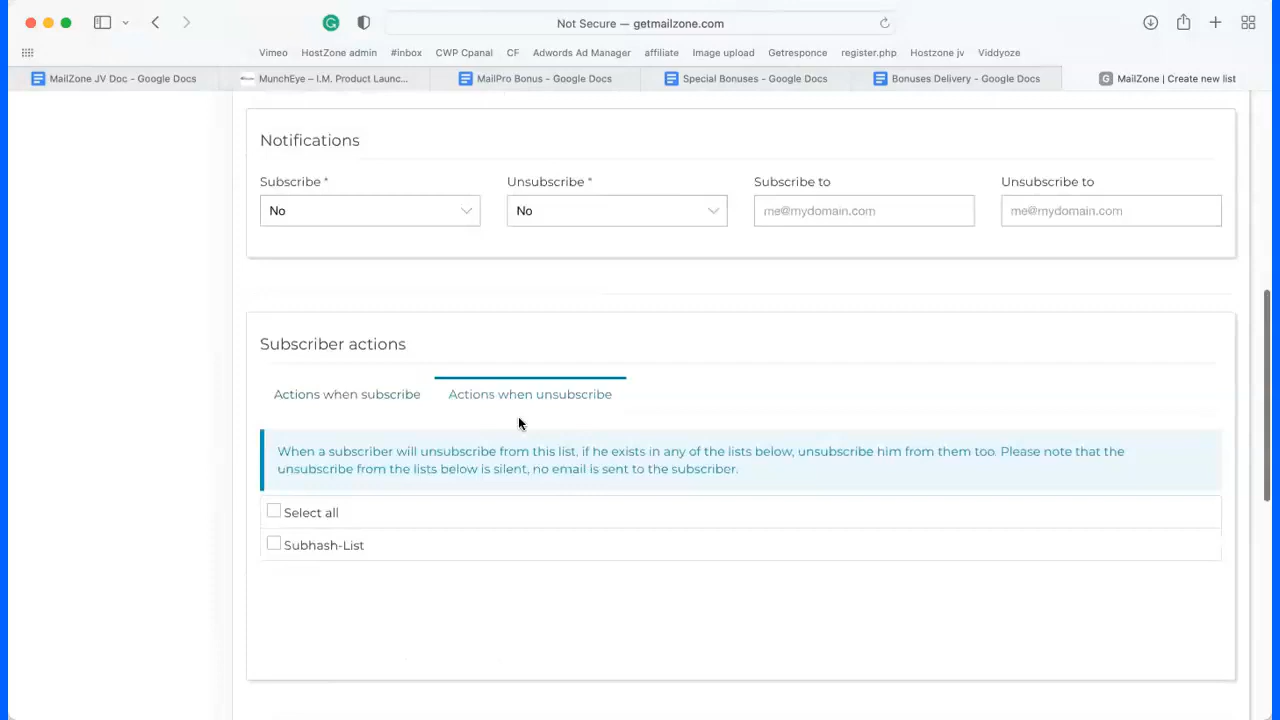 Not Secure — getmailzone.com
Vimeo HostZone admin #inbox CWP Cpanal CF Adwords Ad Manager affiliate Image upload Getresponce register.php Hostzone jv Viddyoze
MailZone JV Doc - Google Docs MunchEye – I.M. Product Launc... MailPro Bonus - Google Docs Special Bonuses - Google Docs Bonuses Delivery - Google Docs G MailZone | Create new list
Notifications
Subscribe * Unsubscribe * Subscribe to Unsubscribe to
No No me@mydomain.com me@mydomain.com
Subscriber actions
Actions when subscribe Actions when unsubscribe
When a subscriber will unsubscribe from this list, if he exists in any of the lists below, unsubscribe him from them too. Please note that the
unsubscribe from the lists below is silent, no email is sent to the subscriber.
Select all
Subhash-List